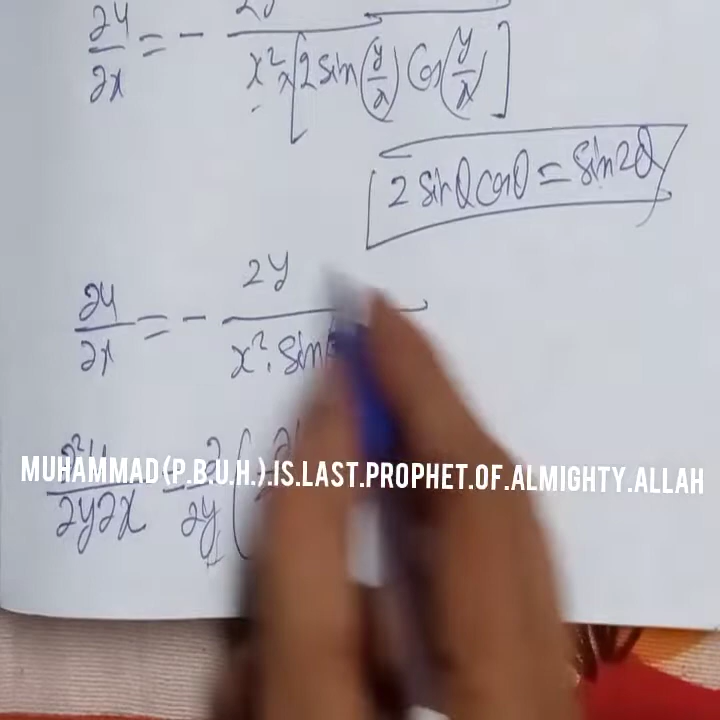 ∂u/∂x = - 2y / x² × [2 sin(y/x) Cos(y/x)]
2 sinθ cosθ = sin2θ
∂u/∂x = - 2y / x². Sin
∂²u/∂y∂x = ∂/∂y (
MUHAMMAD (P.B.U.H.).IS.LAST.PROPHET.OF.ALMIGHTY.ALLAH